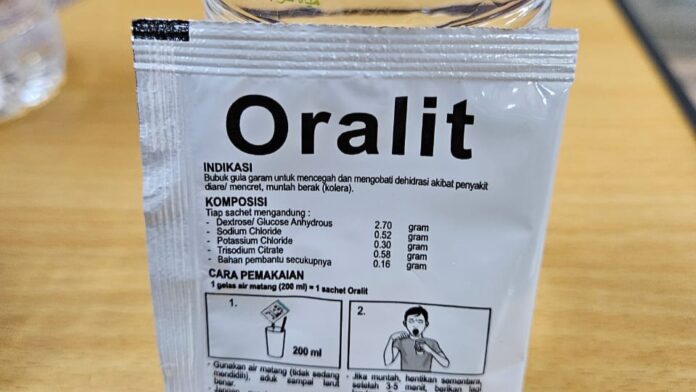 Oralit
INDIKASI
Bubuk gula garam untuk mencegah dan mengobati dehidrasi akibat penyakit
diare/ mencret, muntah berak (kolera).
KOMPOSISI
Tiap sachet mengandung :
- Dextrose/ Glucose Anhydrous 2.70 gram
- Sodium Chloride 0.52 gram
- Potassium Chloride 0.30 gram
- Trisodium Citrate 0.58 gram
- Bahan pembantu secukupnya 0.16 gram
CARA PEMAKAIAN
1 gelas air matang (200 ml) = 1 sachet Oralit
1.
200 ml
2.
- Gunakan air matang (tidak sedang
mendidih), aduk sampai larut
benar.
- Jika muntah, hentikan sementara,
setelah 3-5 menit, berikan lagi